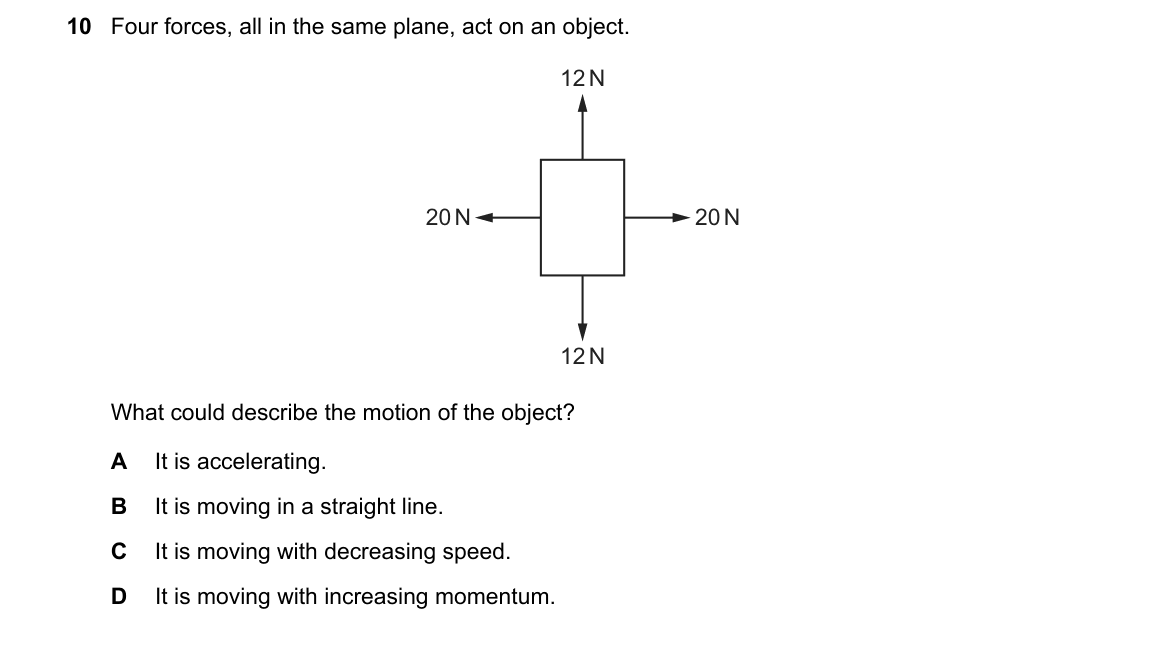 10 Four forces, all in the same plane, act on an object.
12 N
20 N 20 N
12 N
What could describe the motion of the object?
A It is accelerating.
B It is moving in a straight line.
C It is moving with decreasing speed.
D It is moving with increasing momentum.